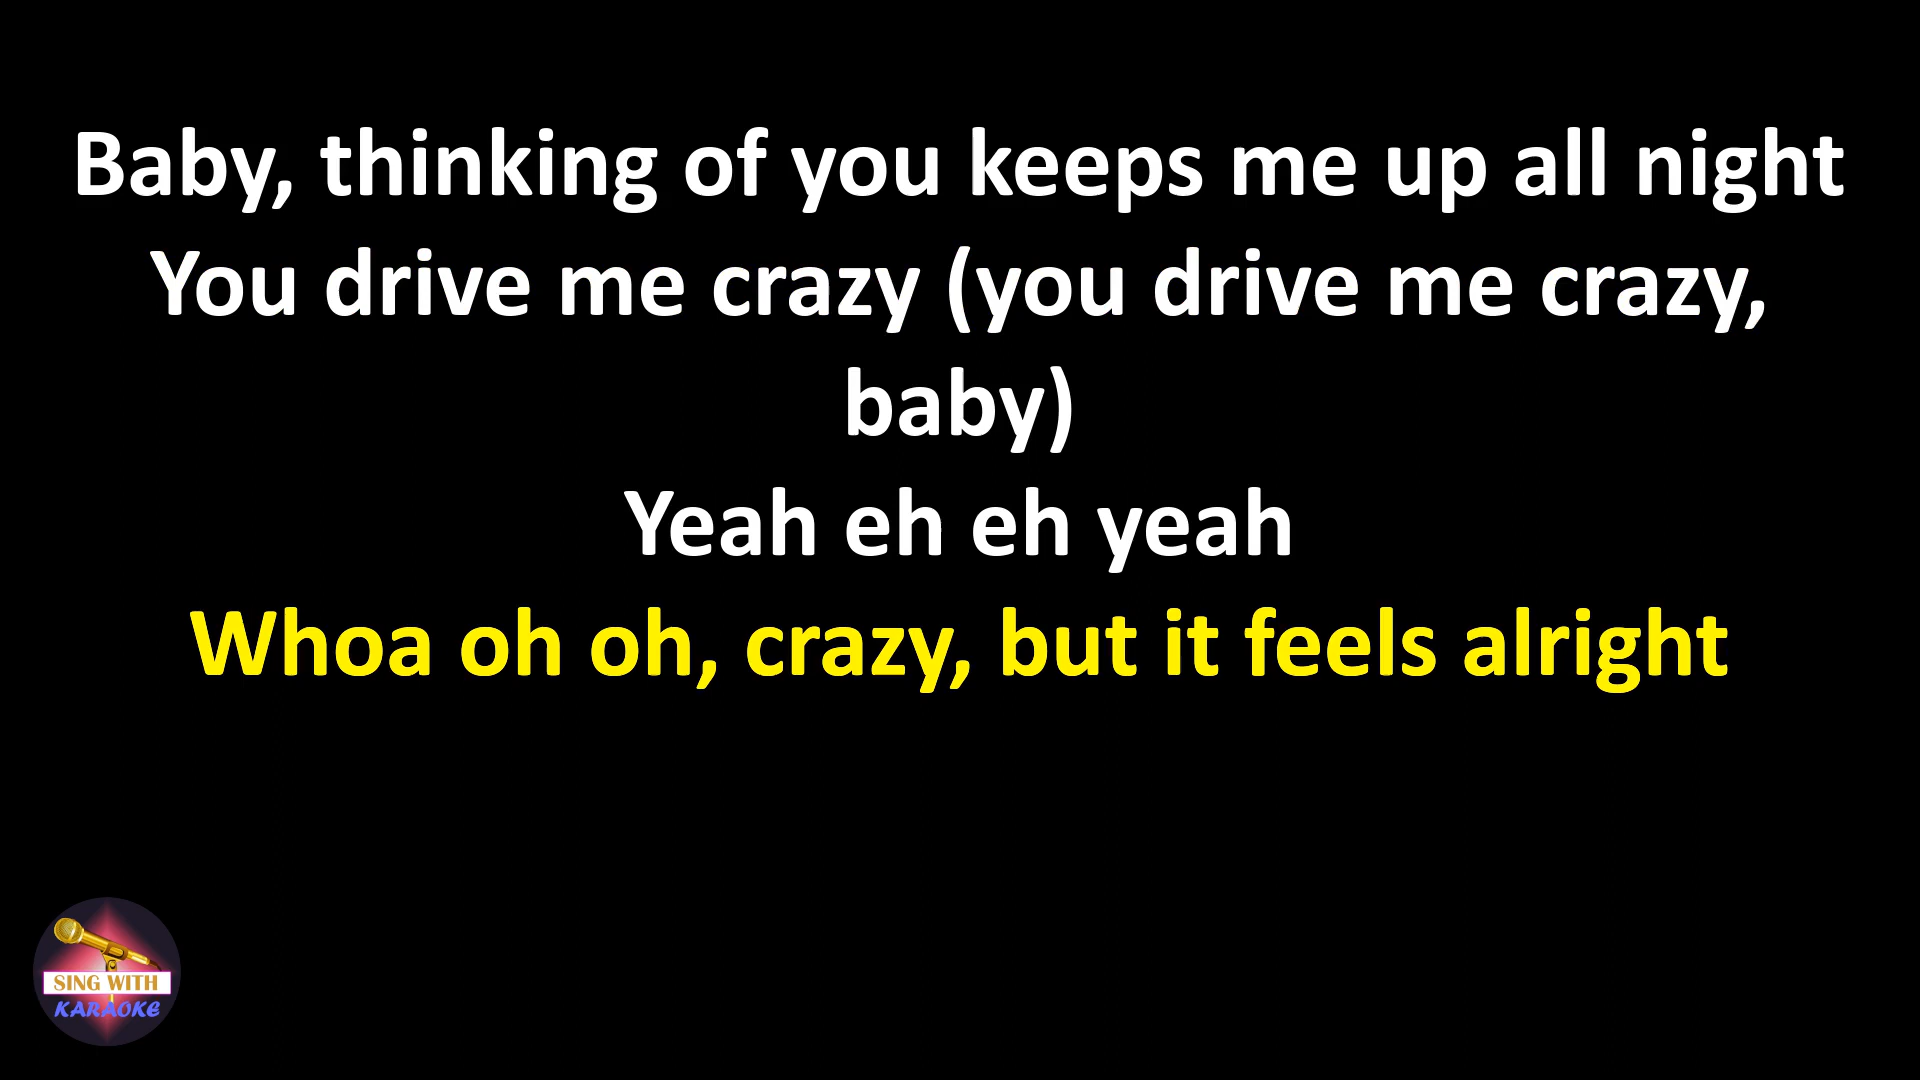 Baby, thinking of you keeps me up all night
You drive me crazy (you drive me crazy,
baby)
Yeah eh eh yeah
Whoa oh oh, crazy, but it feels alright
SING WITH
KARAOKE